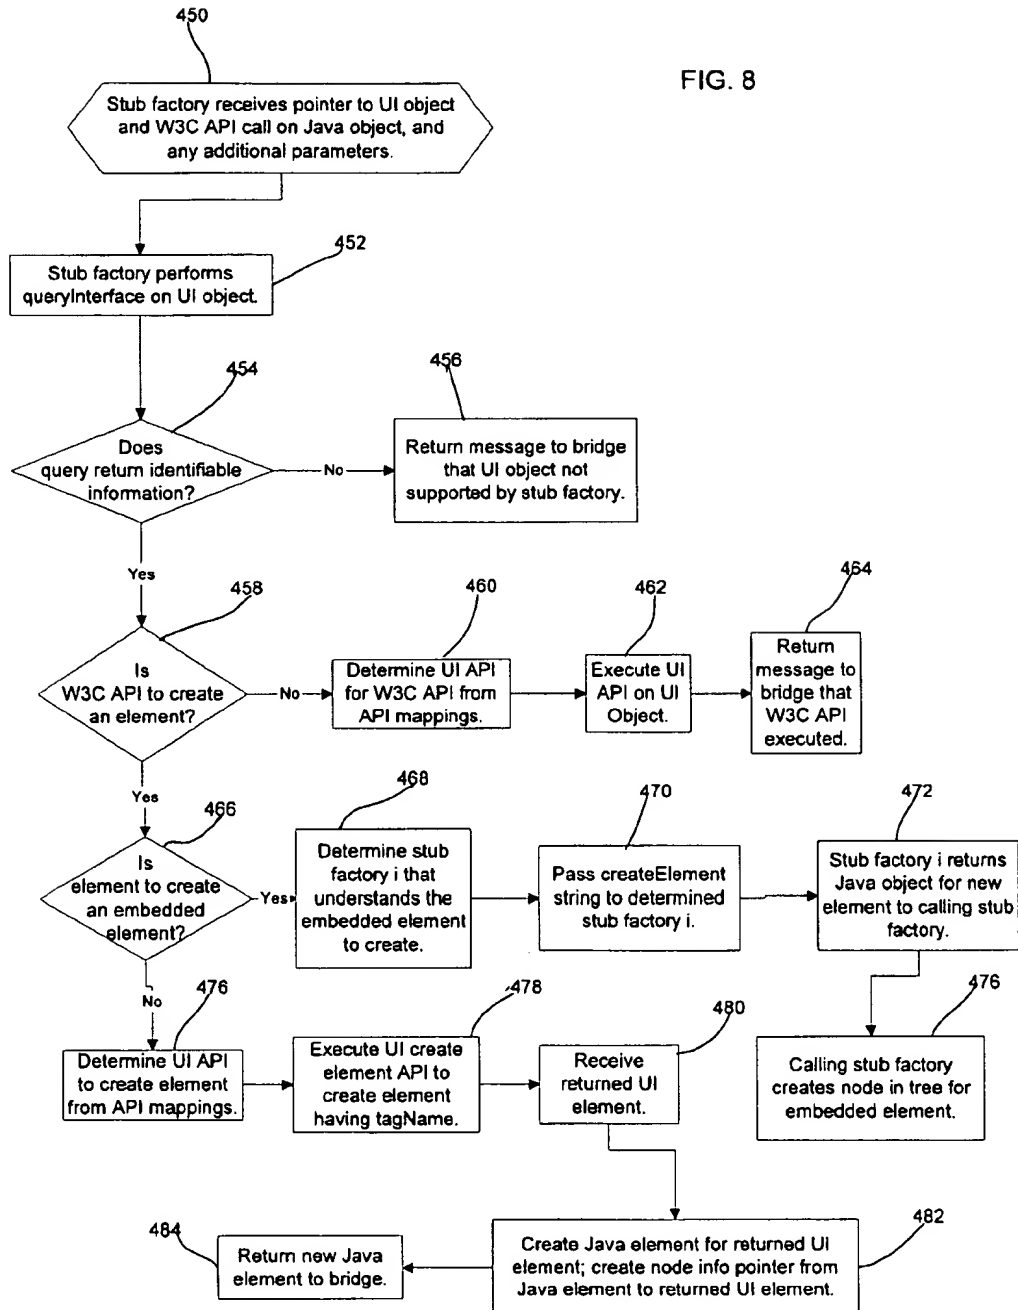 450
FIG. 8
Stub factory receives pointer to UI object
and W3C API call on Java object, and
any additional parameters.
452
Stub factory performs
queryInterface on UI object.
454
456
Does
query return identifiable
information?
No
Return message to bridge
that UI object not
supported by stub factory.
Yes
458
460
462
464
Is
W3C API to create
an element?
No
Determine UI API
for W3C API from
API mappings.
Execute UI
API on UI
Object.
Return
message to
bridge that
W3C API
executed.
Yes
466
468
470
472
Is
element to create
an embedded
element?
Yes
Determine stub
factory i that
understands the
embedded element
to create.
Pass createElement
string to determined
stub factory i.
Stub factory i returns
Java object for new
element to calling stub
factory.
No
476
478
480
476
Determine UI API
to create element
from API mappings.
Execute UI create
element API to
create element
having tagName.
Receive
returned UI
element.
Calling stub factory
creates node in tree for
embedded element.
484
482
Return new Java
element to bridge.
Create Java element for returned UI
element; create node info pointer from
Java element to returned UI element.